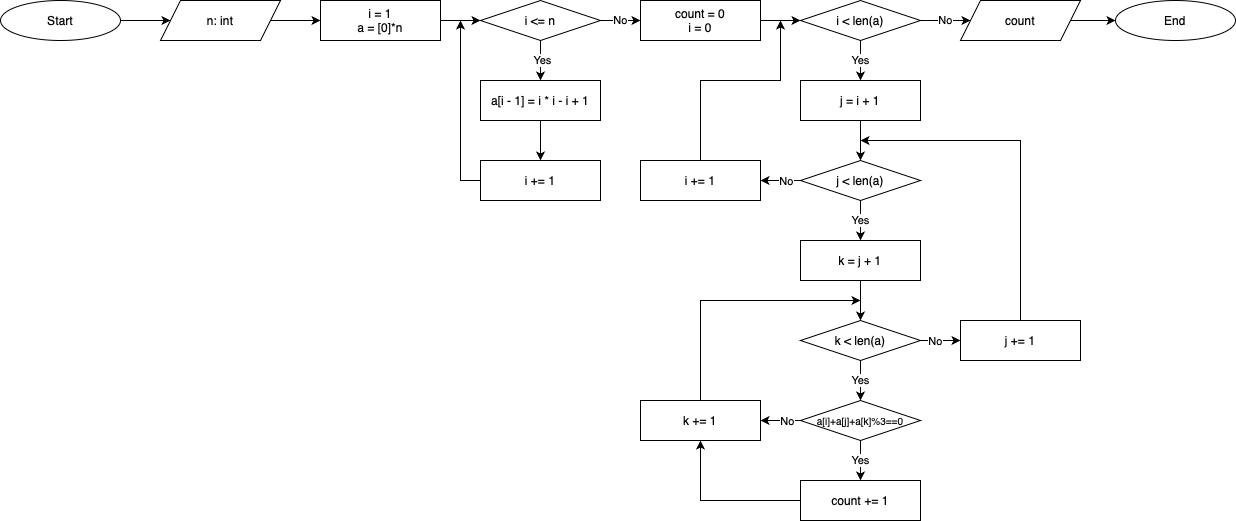 Start
n: int
i = 1
a = [0]*n
i <= n
No
count = 0
i = 0
i < len(a)
No
count
End
Yes
Yes
a[i - 1] = i * i - i + 1
j = i + 1
i += 1
i += 1
No
j < len(a)
Yes
k = j + 1
k < len(a)
No
j += 1
Yes
k += 1
No
a[i]+a[j]+a[k]%3==0
Yes
count += 1